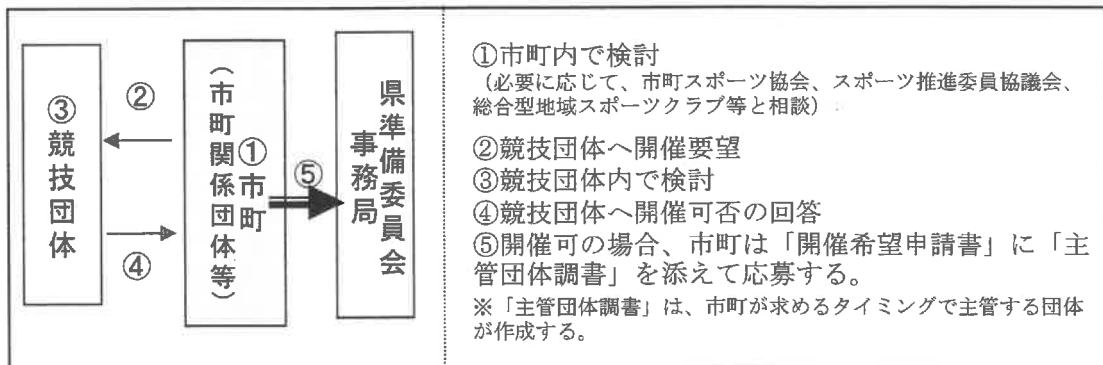 ③競技団体
②
④
①市町
（市町関係団体等）
⑤
県準備委員会
事務局
①市町内で検討
（必要に応じて、市町スポーツ協会、スポーツ推進委員協議会、
総合型地域スポーツクラブ等と相談）
②競技団体へ開催要望
③競技団体内で検討
④競技団体へ開催可否の回答
⑤開催可の場合、市町は「開催希望申請書」に「主
管団体調書」を添えて応募する。
※「主管団体調書」は、市町が求めるタイミングで主管する団体
が作成する。